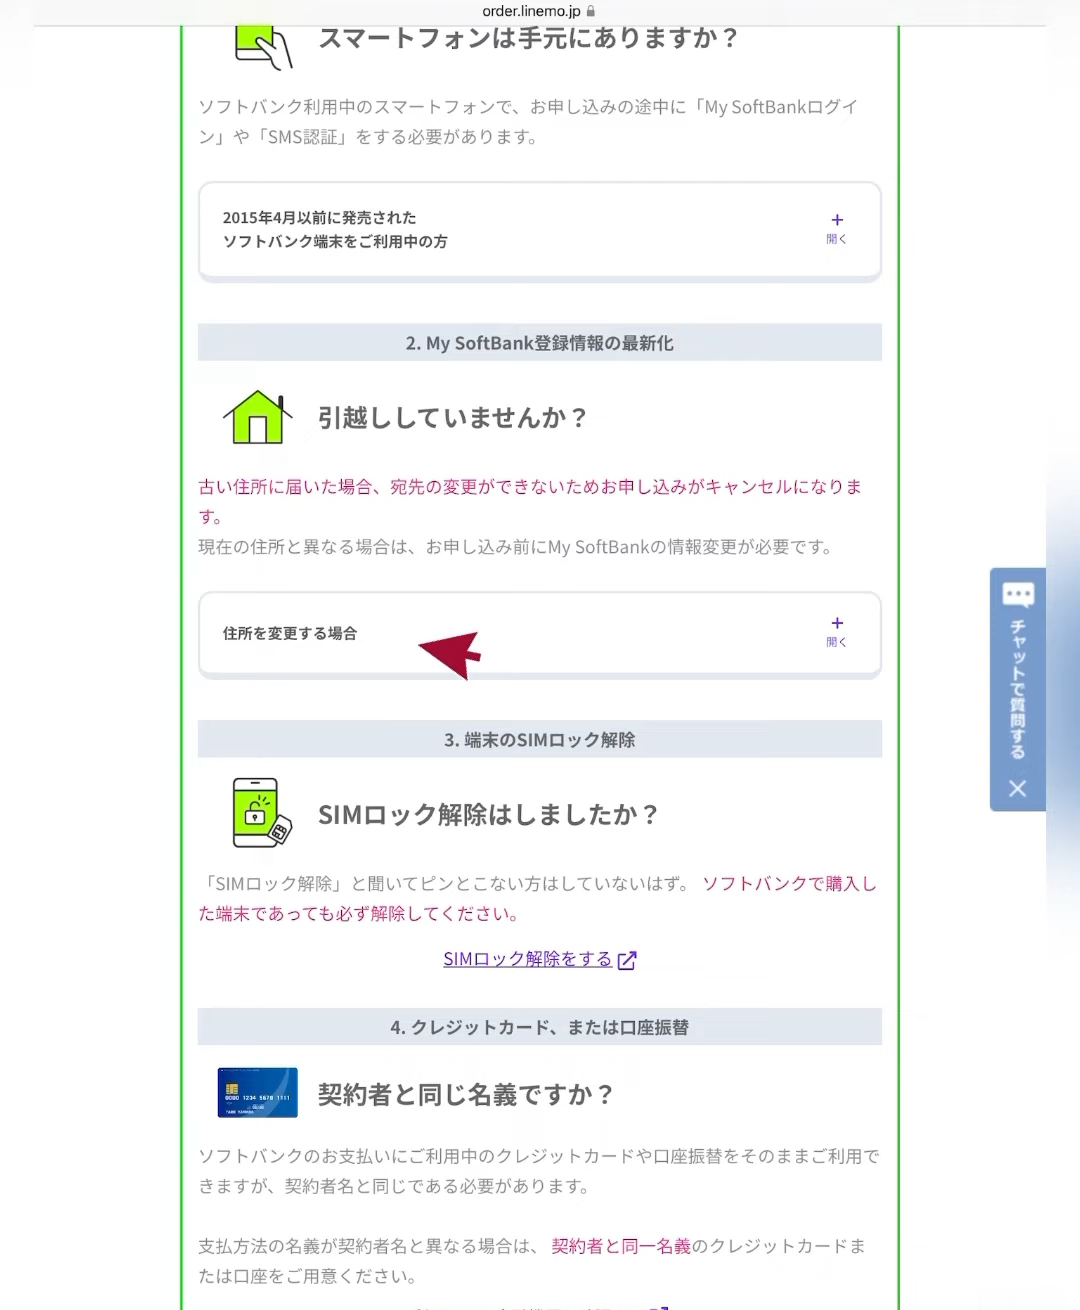 order.linemo.jp
スマートフォンは手元にありますか？
ソフトバンク利用中のスマートフォンで、お申し込みの途中に「My SoftBankログイ
ン」や「SMS認証」をする必要があります。
2015年4月以前に発売された
ソフトバンク端末をご利用中の方
+
開く
2. My SoftBank登録情報の最新化
引越ししていませんか？
古い住所に届いた場合、宛先の変更ができないためお申し込みがキャンセルになりま
す。
現在の住所と異なる場合は、お申し込み前にMy SoftBankの情報変更が必要です。
住所を変更する場合
+
開く
チャットで質問する
3. 端末のSIMロック解除
SIMロック解除はしましたか？
「SIMロック解除」と聞いてピンとこない方はしていないはず。 ソフトバンクで購入し
た端末であっても必ず解除してください。
SIMロック解除をする
4. クレジットカード、または口座振替
1234 5678 1111
契約者と同じ名義ですか？
ソフトバンクのお支払いにご利用中のクレジットカードや口座振替をそのままご利用で
きますが、契約者名と同じである必要があります。
支払方法の名義が契約者名と異なる場合は、 契約者と同一名義のクレジットカードま
たは口座をご用意ください。